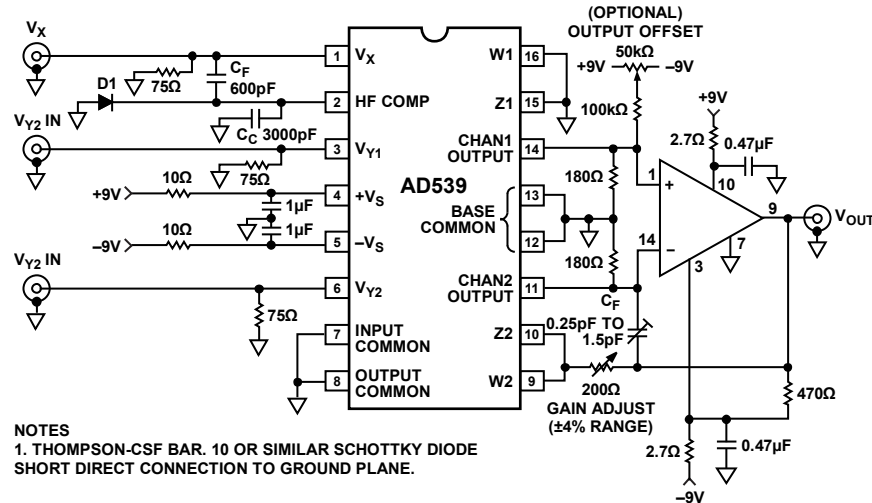 (OPTIONAL)
OUTPUT OFFSET
50kΩ
+9V
–9V
100kΩ
VX
75Ω
CF
600pF
D1
CC 3000pF
VY2 IN
75Ω
+9V
10Ω
1µF
1µF
–9V
10Ω
VY2 IN
75Ω
1
VX
2
HF COMP
3
VY1
4
+VS
5
–VS
6
VY2
7
INPUT
COMMON
8
OUTPUT
COMMON
AD539
W1
16
Z1
15
CHAN1
OUTPUT
14
BASE
COMMON
13
12
CHAN2
OUTPUT
11
Z2
10
W2
9
180Ω
180Ω
CF
0.25pF TO
1.5pF
200Ω
GAIN ADJUST
(±4% RANGE)
+9V
2.7Ω
0.47µF
1
+
10
14
–
3
7
9
VOUT
470Ω
2.7Ω
0.47µF
–9V
NOTES
1. THOMPSON-CSF BAR. 10 OR SIMILAR SCHOTTKY DIODE
SHORT DIRECT CONNECTION TO GROUND PLANE.